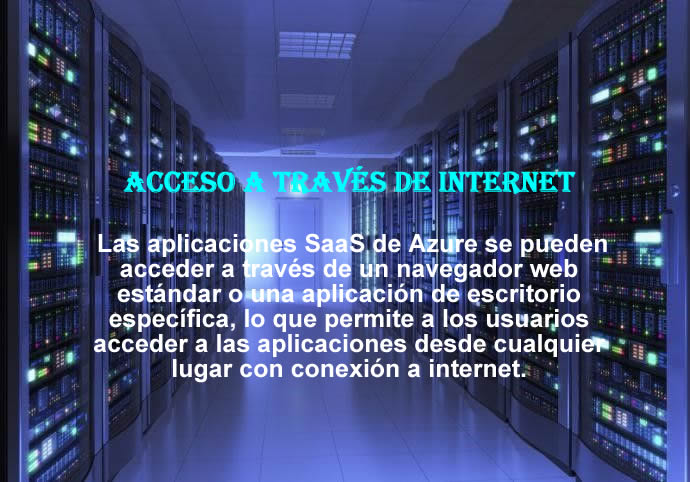 ACCESO A TRAVÉS DE INTERNET
Las aplicaciones SaaS de Azure se pueden
acceder a través de un navegador web
estándar o una aplicación de escritorio
específica, lo que permite a los usuarios
acceder a las aplicaciones desde cualquier
lugar con conexión a internet.